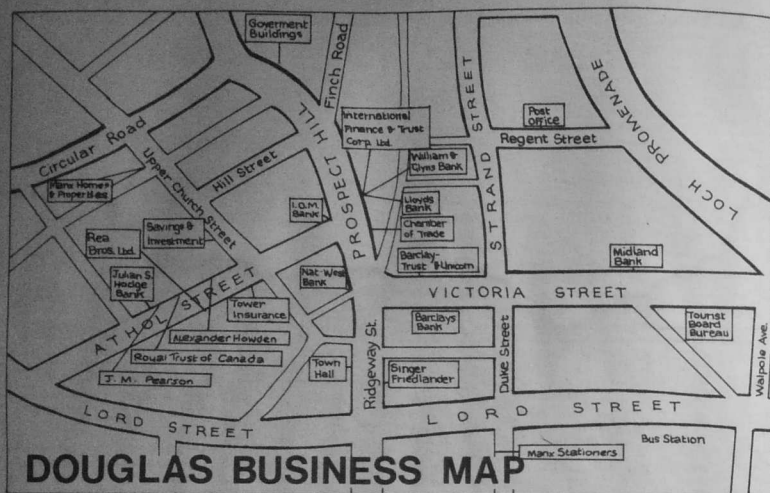 Goverment
Buildings
Finch Road
STRAND STREET
LOCH PROMENADE
Post
office
Regent Street
International
Finance & Trust
Corp. Ltd.
Circular Road
Upper Church Street
Hill Street
PROSPECT HILL
William &
Glyns Bank
Manx Homes
& Properties
I.O.M.
Bank
Lloyds
Bank
Savings &
Investment
Chamber
of Trade
Rea
Bros. Ltd.
Barclay-
Trust & Unicorn
Midland
Bank
Julian S.
Hodge
Bank
Nat West
Bank
ATHOL STREET
VICTORIA STREET
Tower
Insurance
Barclays
Bank
Tourist
Board
Bureau
Alexander Howden
Royal Trust of Canada
J. M. Pearson
Town
Hall
Ridgeway St.
Singer
Friedlander
Duke Street
Walpole Ave.
LORD STREET
LORD STREET
Bus Station
Manx Stationers
DOUGLAS BUSINESS MAP